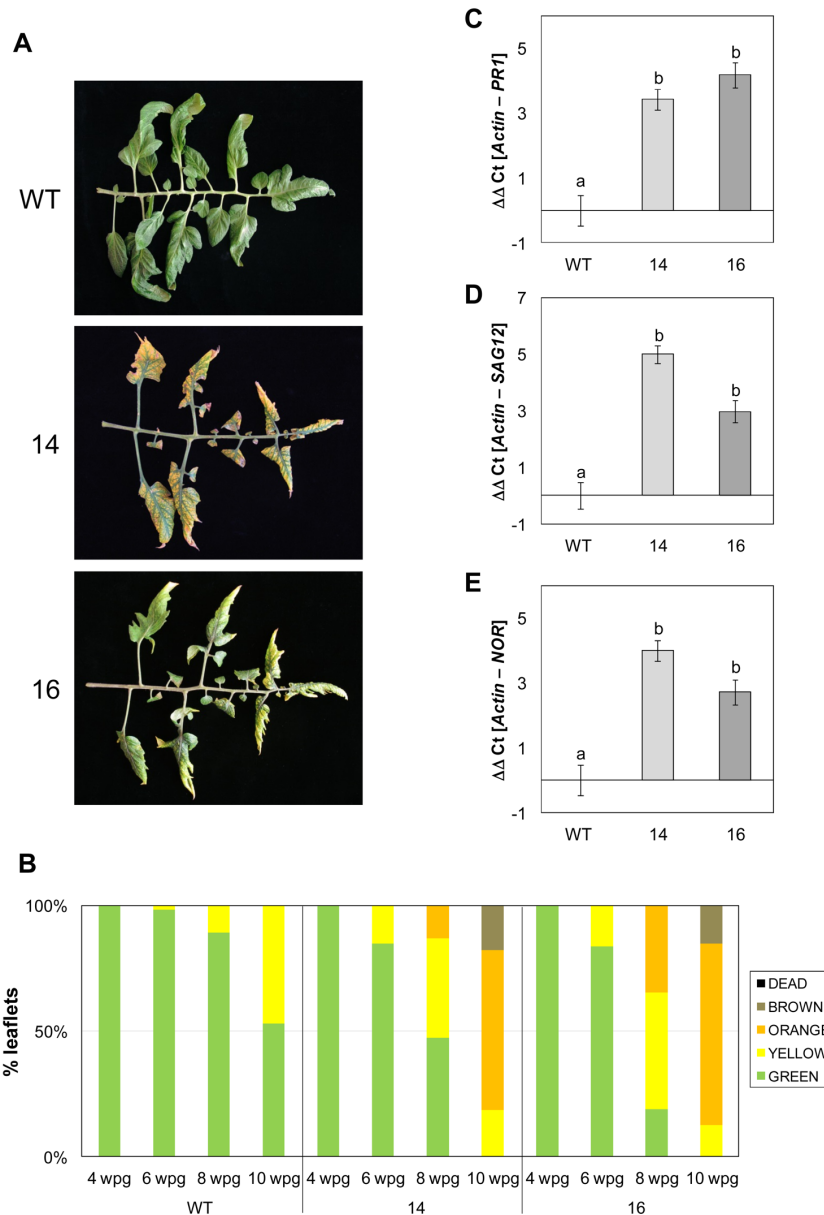 A
WT
14
16
C
ΔΔ Ct [Actin – PR1]
5
3
1
-1
a
b
b
WT 14 16
D
ΔΔ Ct [Actin – SAG12]
7
5
3
1
-1
a
b
b
WT 14 16
E
ΔΔ Ct [Actin – NOR]
5
3
1
-1
a
b
b
WT 14 16
B
% leaflets
100%
50%
0%
4 wpg 6 wpg 8 wpg 10 wpg 4 wpg 6 wpg 8 wpg 10 wpg 4 wpg 6 wpg 8 wpg 10 wpg
WT 14 16
DEAD
BROWN
ORANGE
YELLOW
GREEN